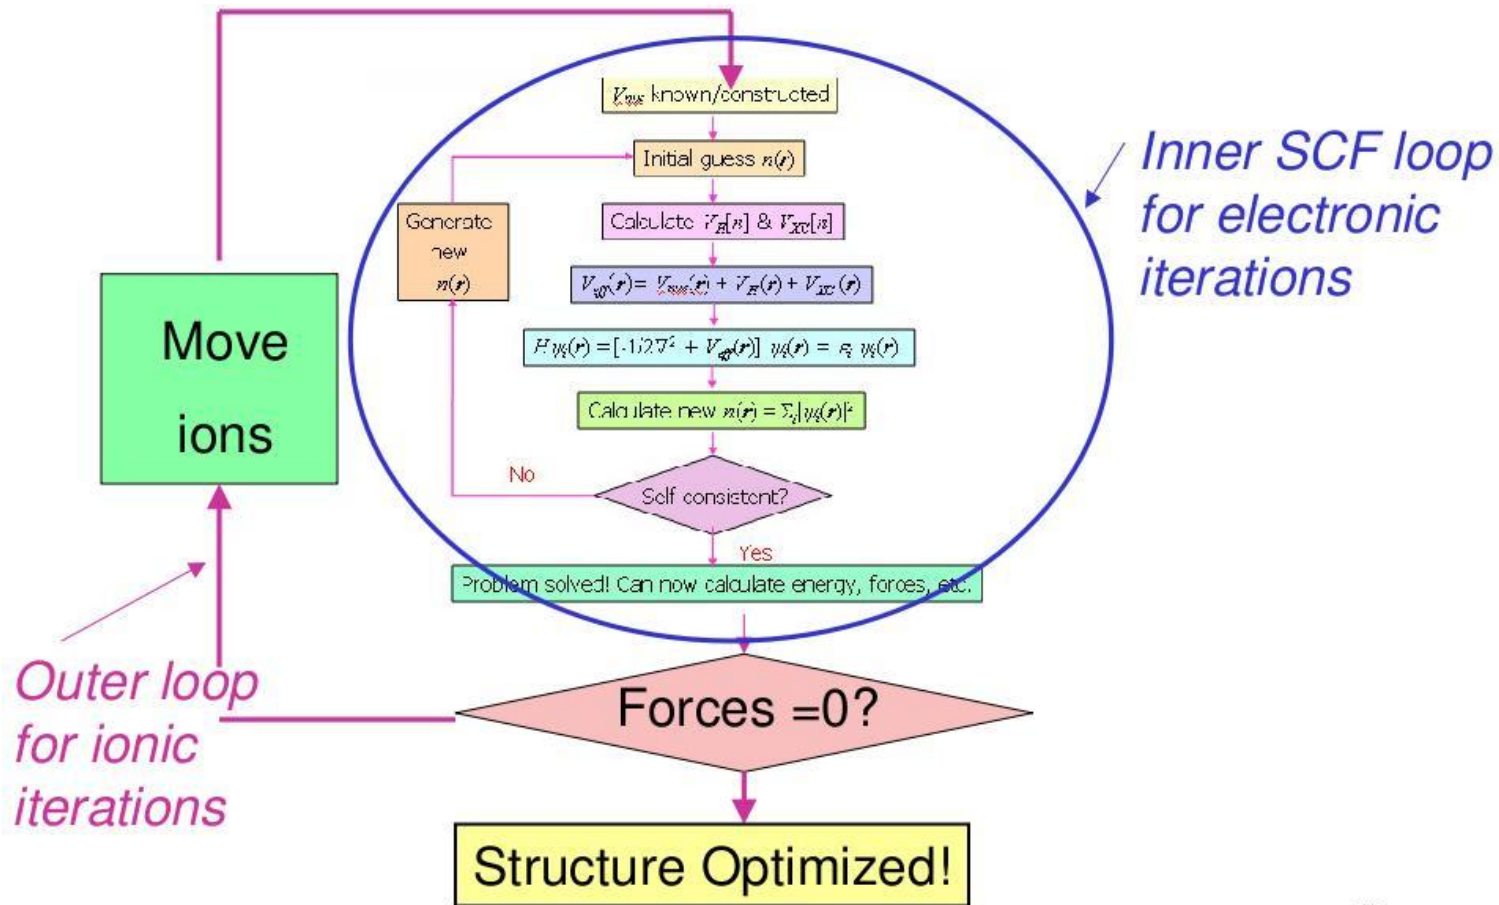 V_nuc known/constructed
Initial guess n(r)
Generate
new
n(r)
Calculate V_H[n] & V_XC[n]
V_eff(r)= V_nuc(r) + V_H(r) + V_XC(r)
Hψ_i(r) = [-1/2∇² + V_eff(r)] ψ_i(r) = ε_i ψ_i(r)
Calculate new n(r) = Σ_i|ψ_i(r)|²
Self consistent?
No
Yes
Problem solved! Can now calculate energy, forces, etc.
Forces =0?
Structure Optimized!
Move
ions
Inner SCF loop
for electronic
iterations
Outer loop
for ionic
iterations